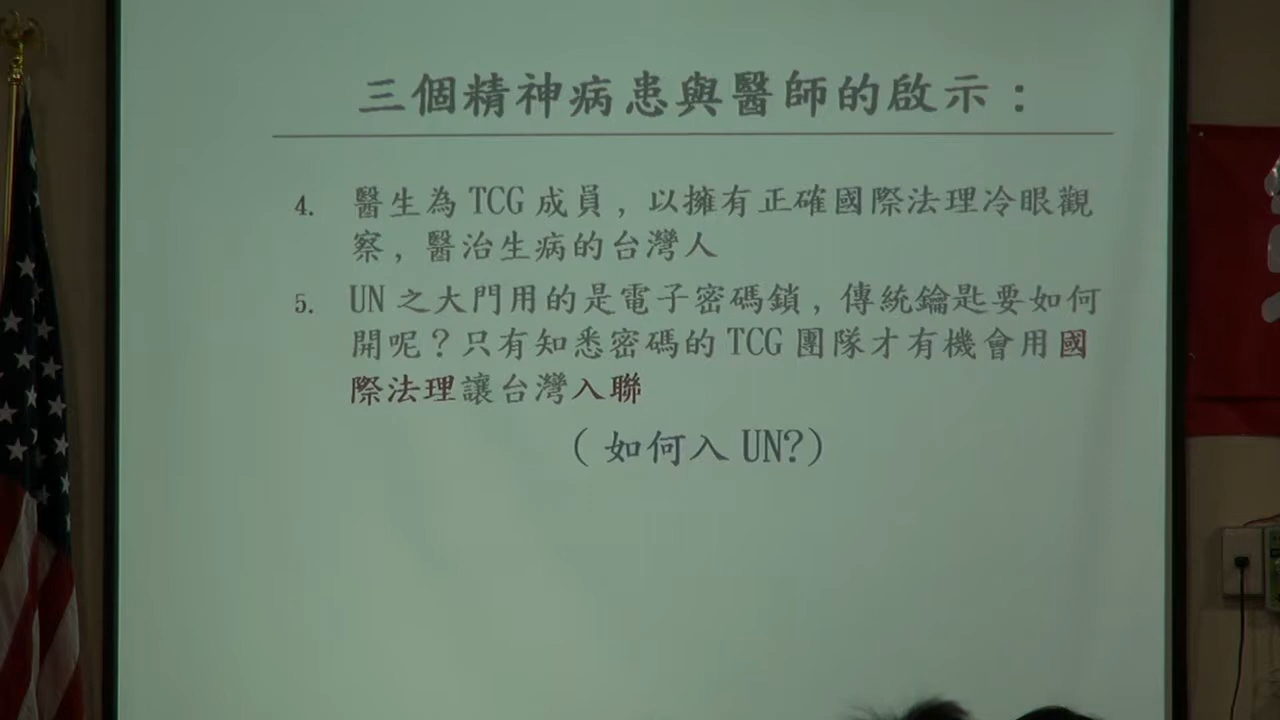 三個精神病患與醫師的啟示：
4. 醫生為 TCG 成員，以擁有正確國際法理冷眼觀
察，醫治生病的台灣人
5. UN 之大門用的是電子密碼鎖，傳統鑰匙要如何
開呢？只有知悉密碼的 TCG 團隊才有機會用國
際法理讓台灣入聯
( 如何入 UN?)